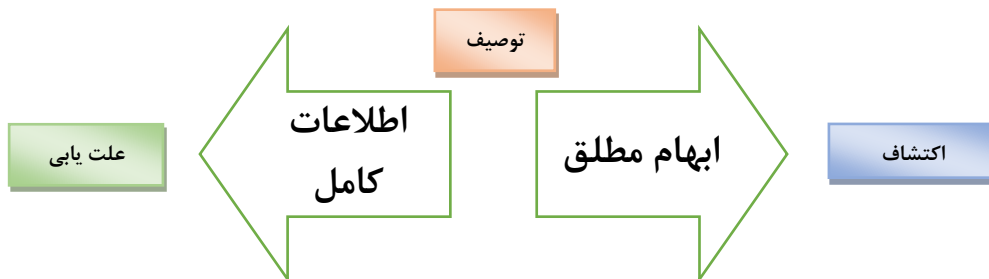 توصیف
اکتشاف
ابهام مطلق
اطلاعات
کامل
علت یابی